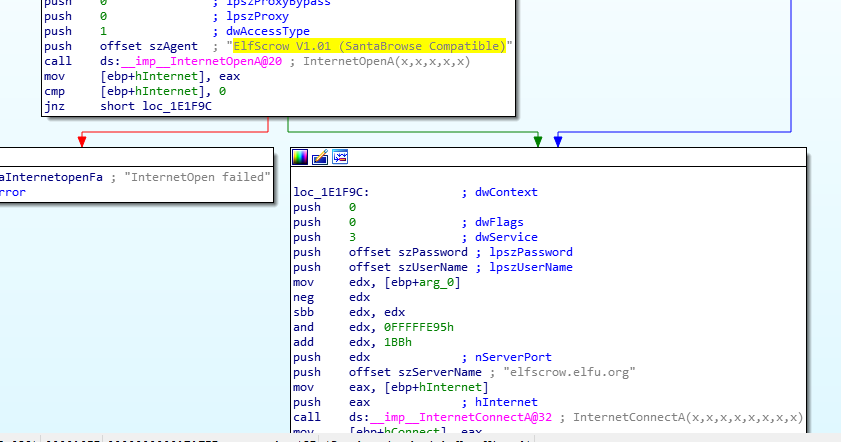 push 0 ; lpszProxyBypass
push 0 ; lpszProxy
push 1 ; dwAccessType
push offset szAgent ; "ElfScrow V1.01 (SantaBrowse Compatible)"
call ds:__imp__InternetOpenA@20 ; InternetOpenA(x,x,x,x,x)
mov [ebp+hInternet], eax
cmp [ebp+hInternet], 0
jnz short loc_1E1F9C
aInternetopenFa ; "InternetOpen failed"
rror
loc_1E1F9C: ; dwContext
push 0
push 0 ; dwFlags
push 3 ; dwService
push offset szPassword ; lpszPassword
push offset szUserName ; lpszUserName
mov edx, [ebp+arg_0]
neg edx
sbb edx, edx
and edx, 0FFFFFE95h
add edx, 1BBh
push edx ; nServerPort
push offset szServerName ; "elfscrow.elfu.org"
mov eax, [ebp+hInternet]
push eax ; hInternet
call ds:__imp__InternetConnectA@32 ; InternetConnectA(x,x,x,x,x,x,x,x)
mov [ebp+hConnect], eax